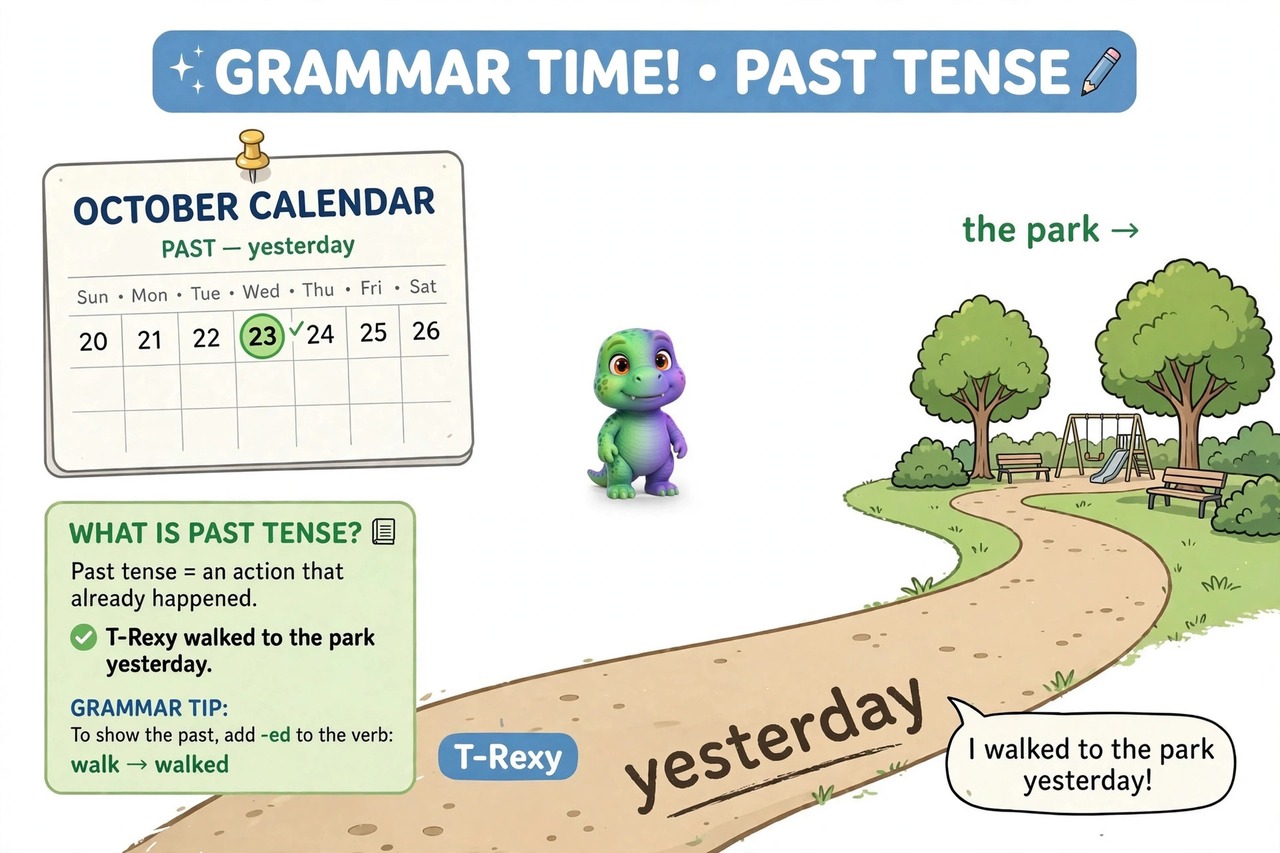 GRAMMAR TIME! • PAST TENSE
OCTOBER CALENDAR
PAST — yesterday
Sun • Mon • Tue • Wed • Thu • Fri • Sat
20 21 22 23 ✓ 24 25 26
the park →
WHAT IS PAST TENSE?
Past tense = an action that
already happened.
T-Rexy walked to the park
yesterday.
GRAMMAR TIP:
To show the past, add -ed to the verb:
walk → walked
T-Rexy
yesterday
I walked to the park
yesterday!